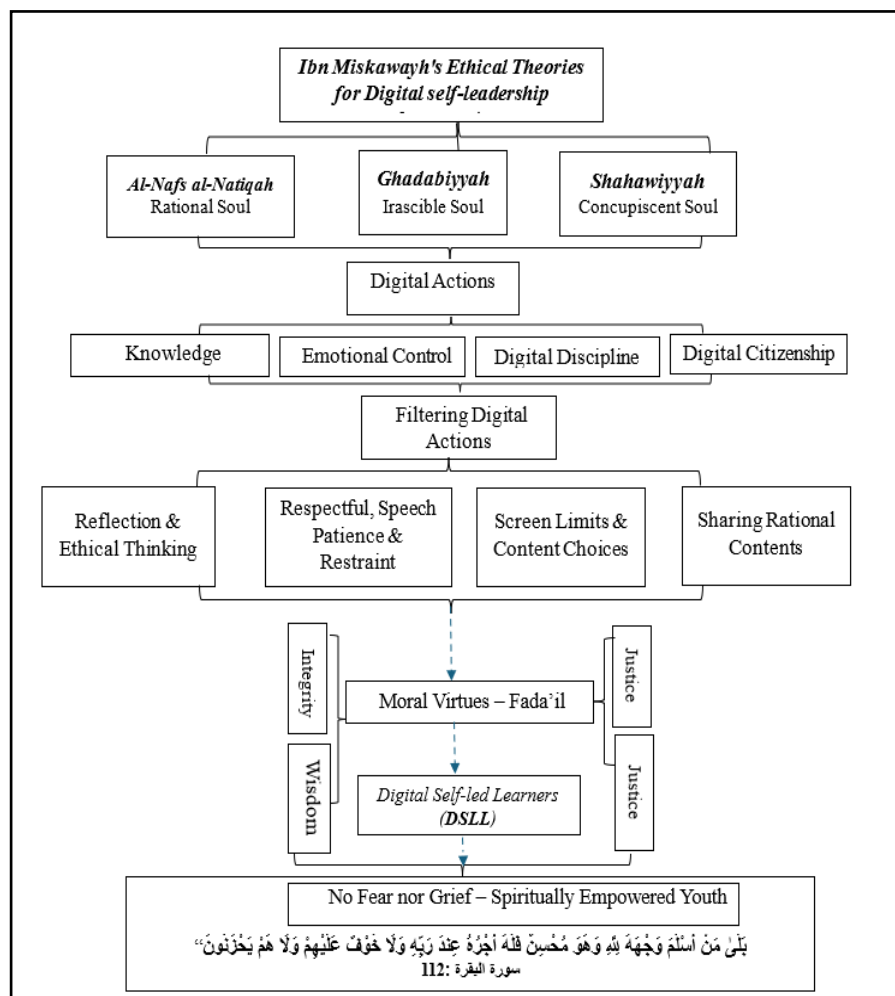 Ibn Miskawayh's Ethical Theories
for Digital self-leadership
Al-Nafs al-Natiqah
Rational Soul
Ghadabiyyah
Irascible Soul
Shahawiyyah
Concupiscent Soul
Digital Actions
Knowledge
Emotional Control
Digital Discipline
Digital Citizenship
Filtering Digital
Actions
Reflection &
Ethical Thinking
Respectful, Speech
Patience &
Restraint
Screen Limits &
Content Choices
Sharing Rational
Contents
Integrity
Justice
Moral Virtues – Fada’il
Wisdom
Justice
Digital Self-led Learners
(DSLL)
No Fear nor Grief – Spiritually Empowered Youth
بَلَىٰ مَنْ أَسْلَمَ وَجْهَهُ لِلَّهِ وَهُوَ مُحْسِنٌ فَلَهُ أَجْرُهُ عِندَ رَبِّهِ وَلَا خَوْفٌ عَلَيْهِمْ وَلَا هُمْ يَحْزَنُونَ“
سورة البقرة :112